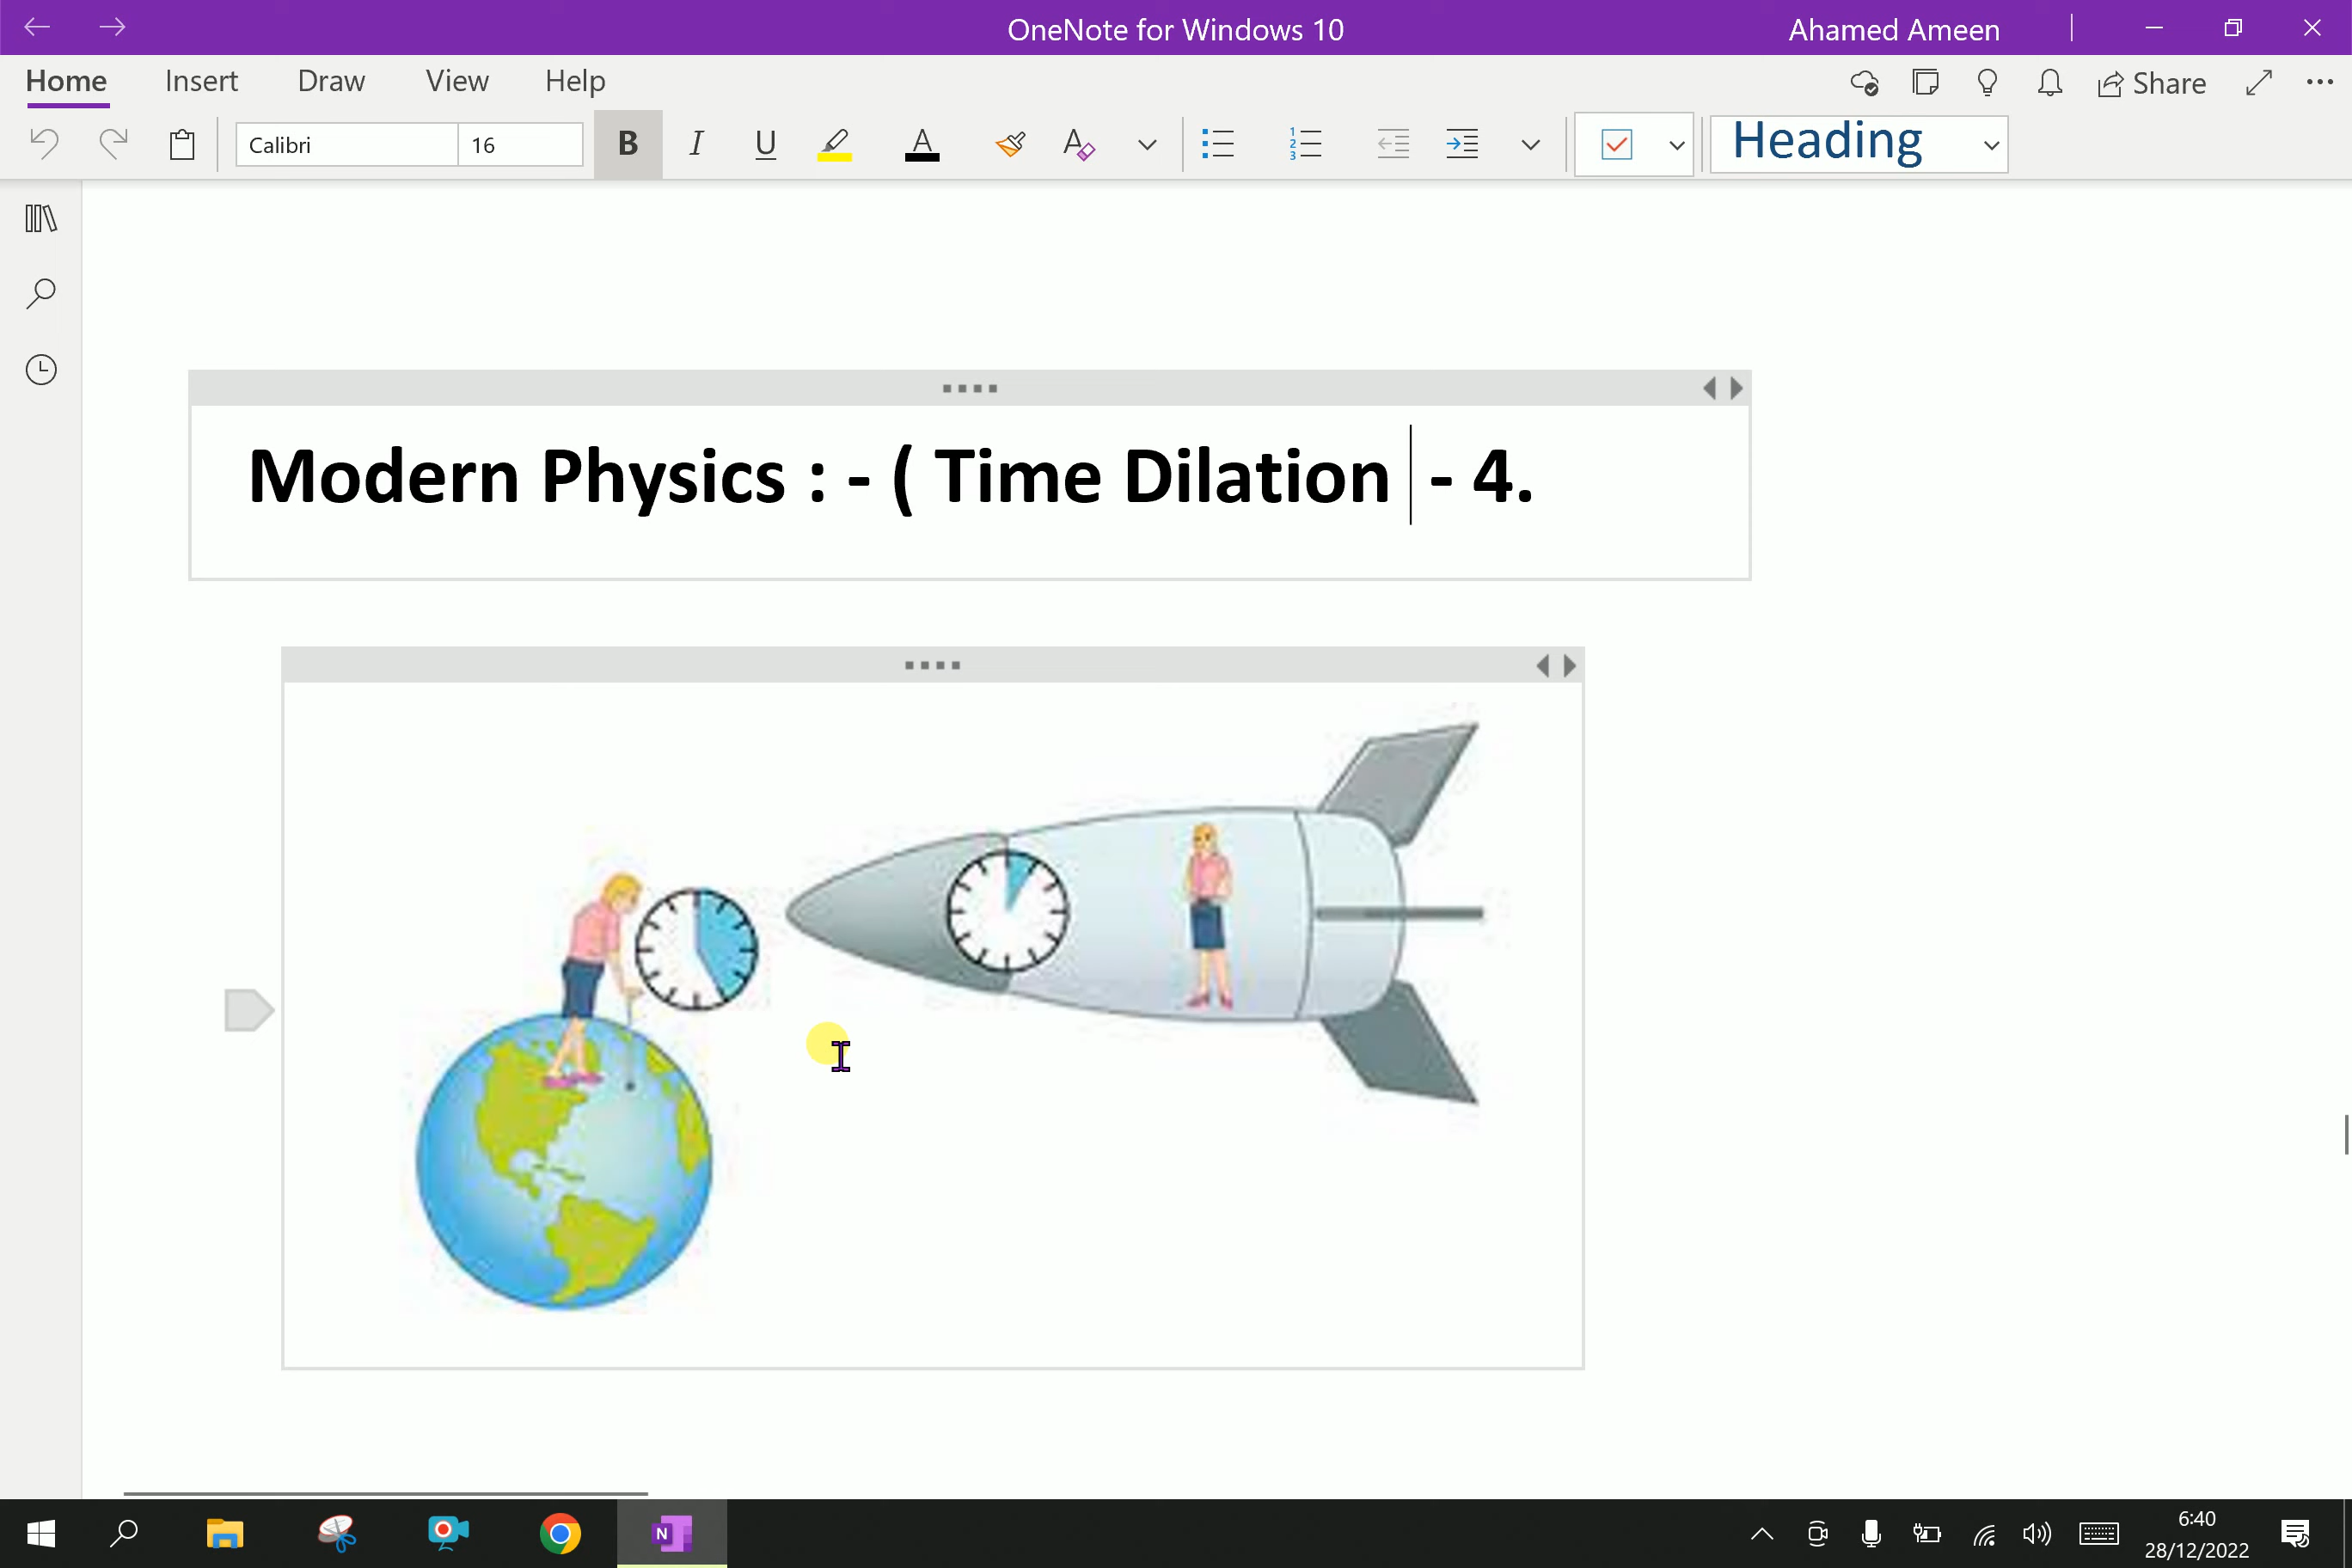 OneNote for Windows 10
Ahamed Ameen
Home Insert Draw View Help
Share
Calibri 16 B I U A A Heading
Modern Physics : - ( Time Dilation - 4.
6:40
28/12/2022